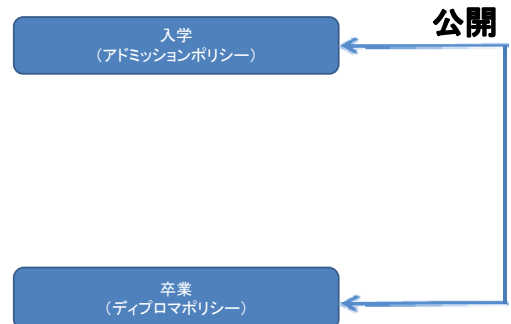 公開
入学
（アドミッションポリシー）
卒業
（ディプロマポリシー）